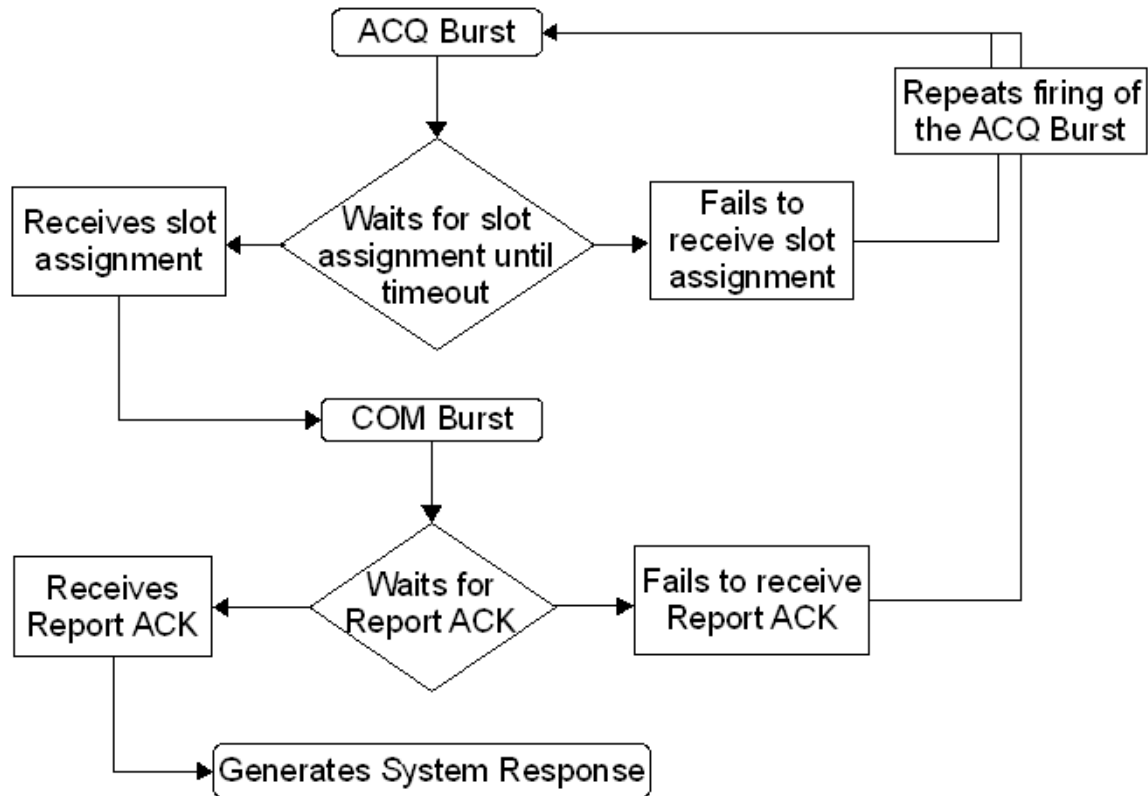 ACQ Burst
Repeats firing of
the ACQ Burst
Receives slot
assignment
Waits for slot
assignment until
timeout
Fails to
receive slot
assignment
COM Burst
Receives
Report ACK
Waits for
Report ACK
Fails to receive
Report ACK
Generates System Response